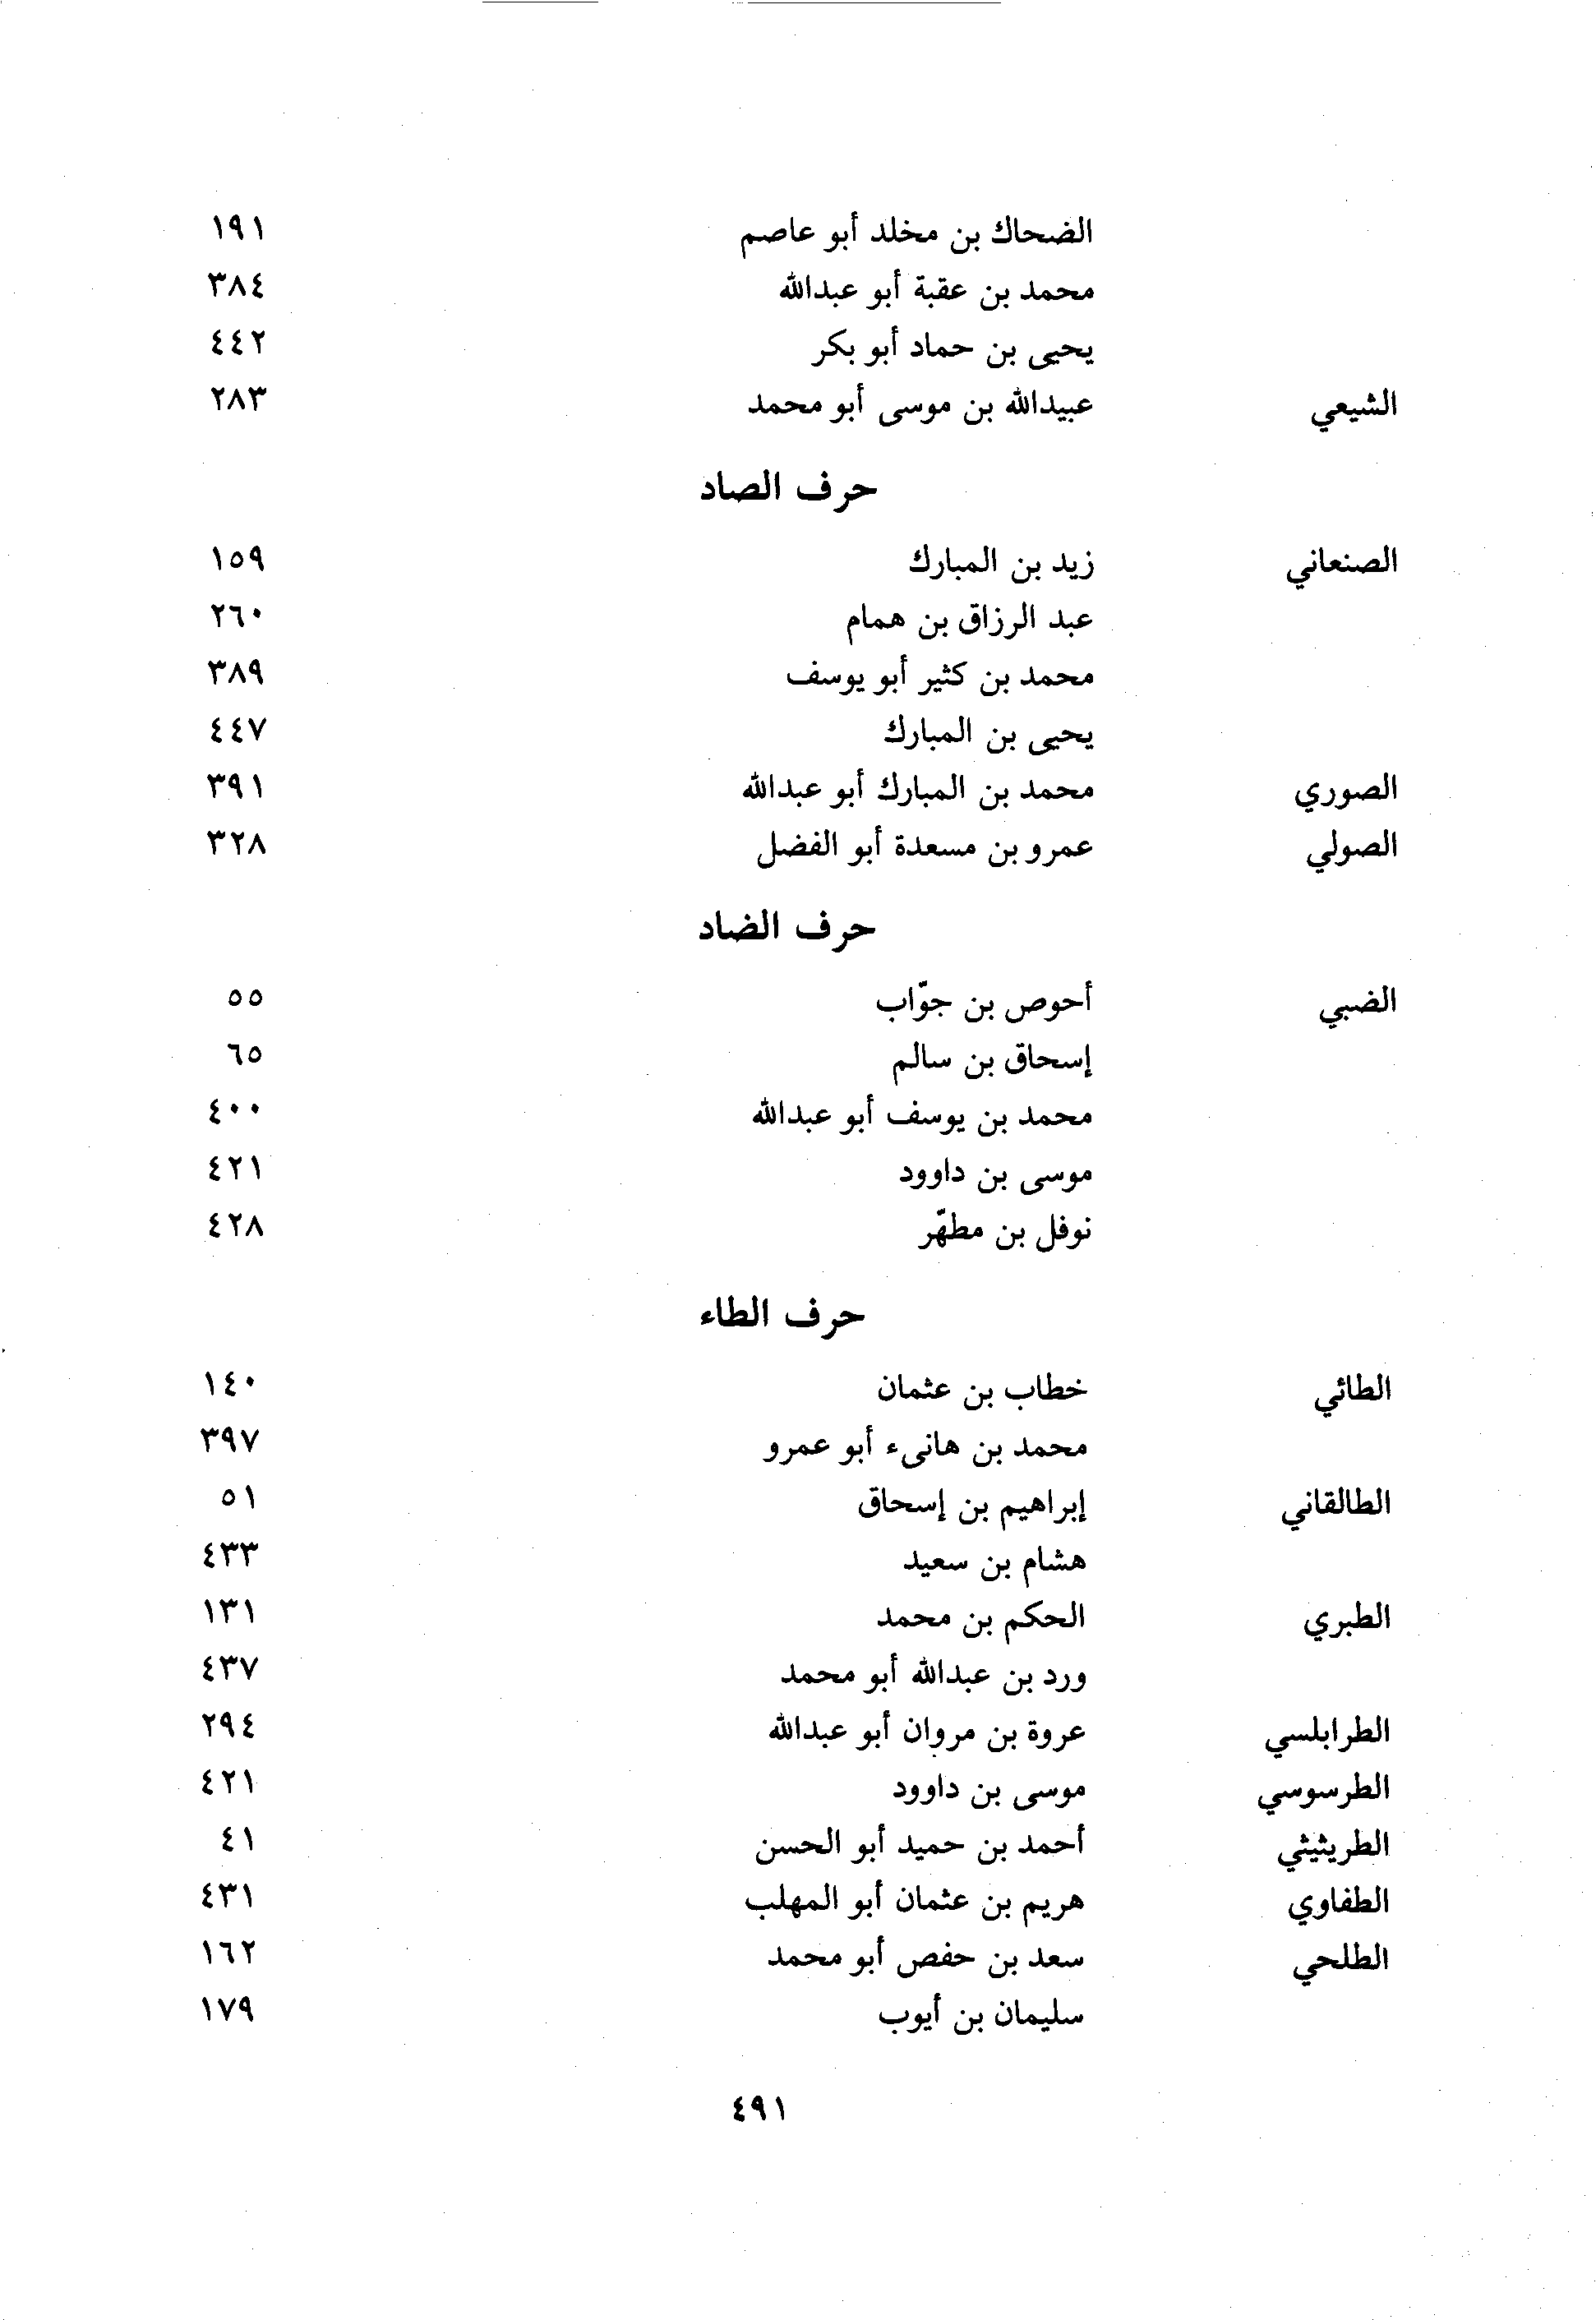 الضحاك بن مخلد أبو عاصم ١٩١
محمد بن عقبة أبو عبدالله ٣٨٤
يحيى بن حماد أبو بكر ٤٤٢
الشيعي عبيدالله بن موسى أبو محمد ٢٨٣
حرف الصاد
الصنعاني زيد بن المبارك ١٥٩
عبد الرزاق بن همام ٢٦٠
محمد بن كثير أبو يوسف ٣٨٩
يحيى بن المبارك ٤٤٧
الصوري محمد بن المبارك أبو عبدالله ٣٩١
الصولي عمرو بن مسعدة أبو الفضل ٣٢٨
حرف الضاد
الضبي أحوص بن جوّاب ٥٥
إسحاق بن سالم ٦٥
محمد بن يوسف أبو عبدالله ٤٠٠
موسى بن داوود ٤٢١
نوفل بن مطهّر ٤٢٨
حرف الطاء
الطائي خطاب بن عثمان ١٤٠
محمد بن هانىء أبو عمرو ٣٩٧
الطالقاني إبراهيم بن إسحاق ٥١
هشام بن سعيد ٤٣٣
الطبري الحكم بن محمد ١٣١
ورد بن عبدالله أبو محمد ٤٣٧
الطرابلسي عروة بن مروان أبو عبدالله ٢٩٤
الطرسوسي موسى بن داوود ٤٢١
الطريثيثي أحمد بن حميد أبو الحسن ٤١
الطفاوي هريم بن عثمان أبو المهلب ٤٣١
الطلحي سعد بن حفص أبو محمد ١٦٢
سليمان بن أيوب ١٧٩
٤٩١